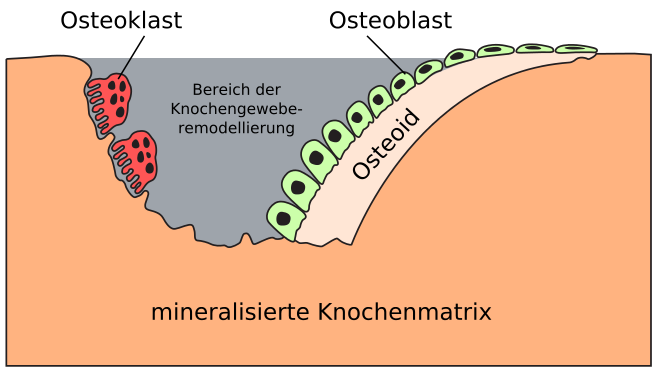 Osteoklast
Osteoblast
Bereich der
Knochengewebe-
remodellierung
Osteoid
mineralisierte Knochenmatrix